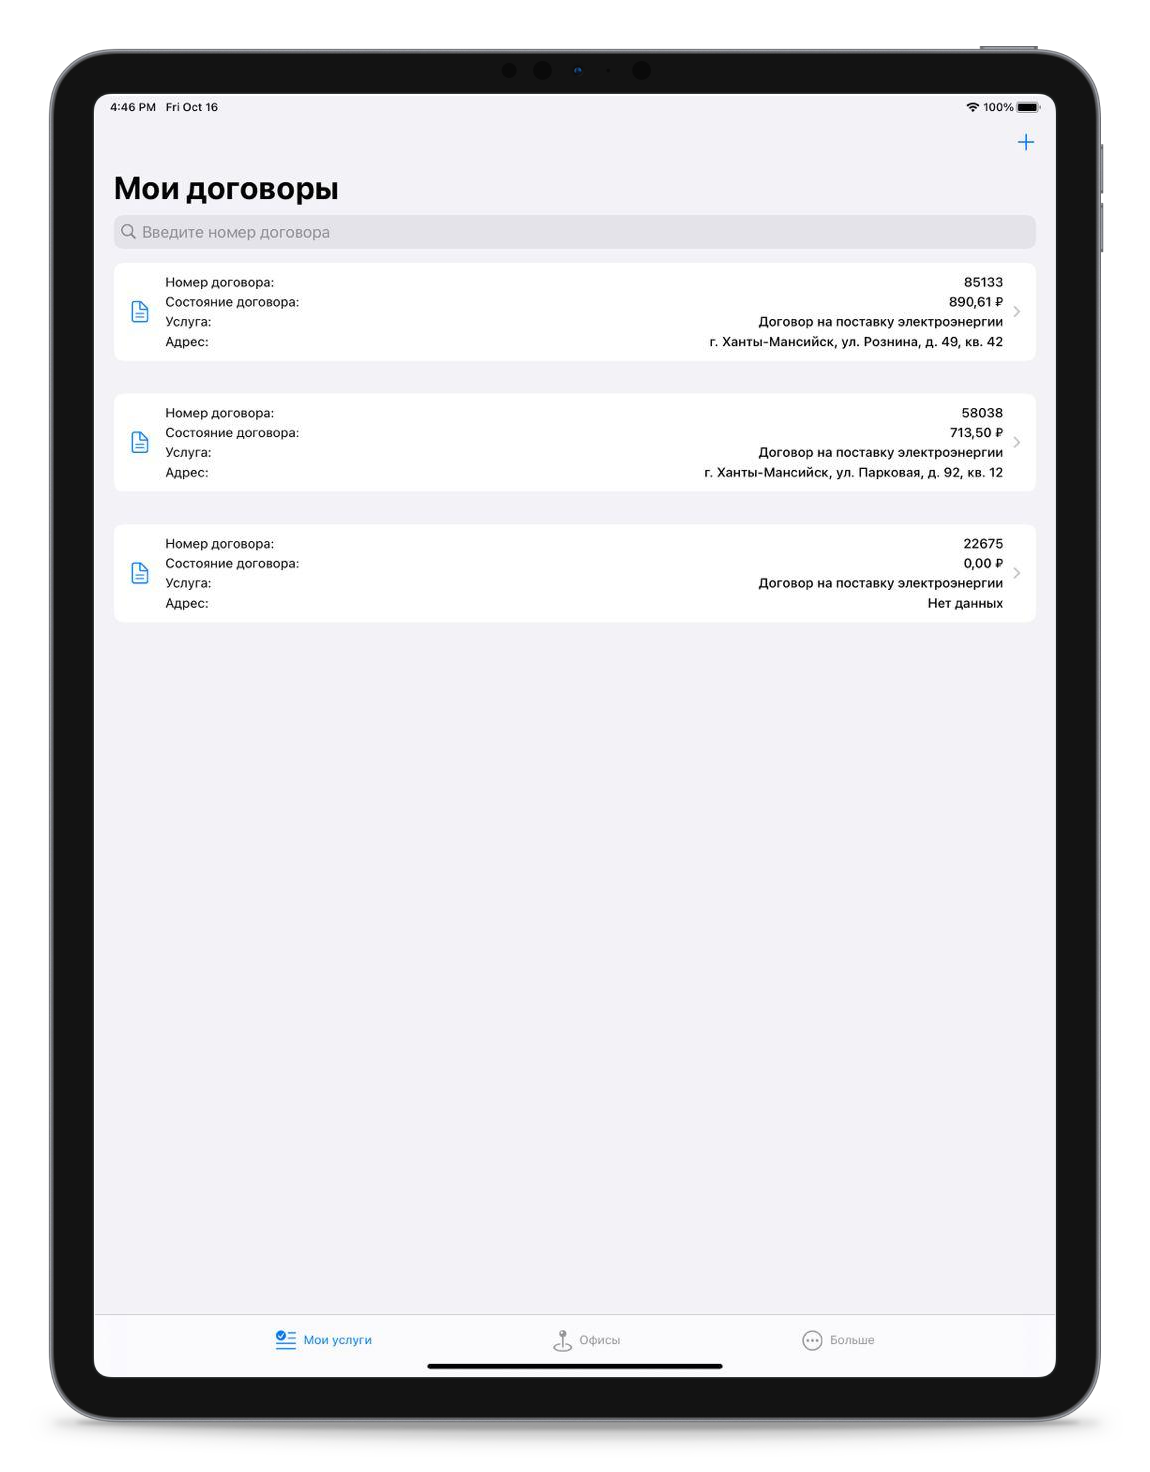 4:46 PM Fri Oct 16 100%
Мои договоры
Введите номер договора
Номер договора: 85133
Состояние договора: 890,61 ₽
Услуга: Договор на поставку электроэнергии
Адрес: г. Ханты-Мансийск, ул. Рознина, д. 49, кв. 42
Номер договора: 58038
Состояние договора: 713,50 ₽
Услуга: Договор на поставку электроэнергии
Адрес: г. Ханты-Мансийск, ул. Парковая, д. 92, кв. 12
Номер договора: 22675
Состояние договора: 0,00 ₽
Услуга: Договор на поставку электроэнергии
Адрес: Нет данных
Мои услуги Офисы Больше